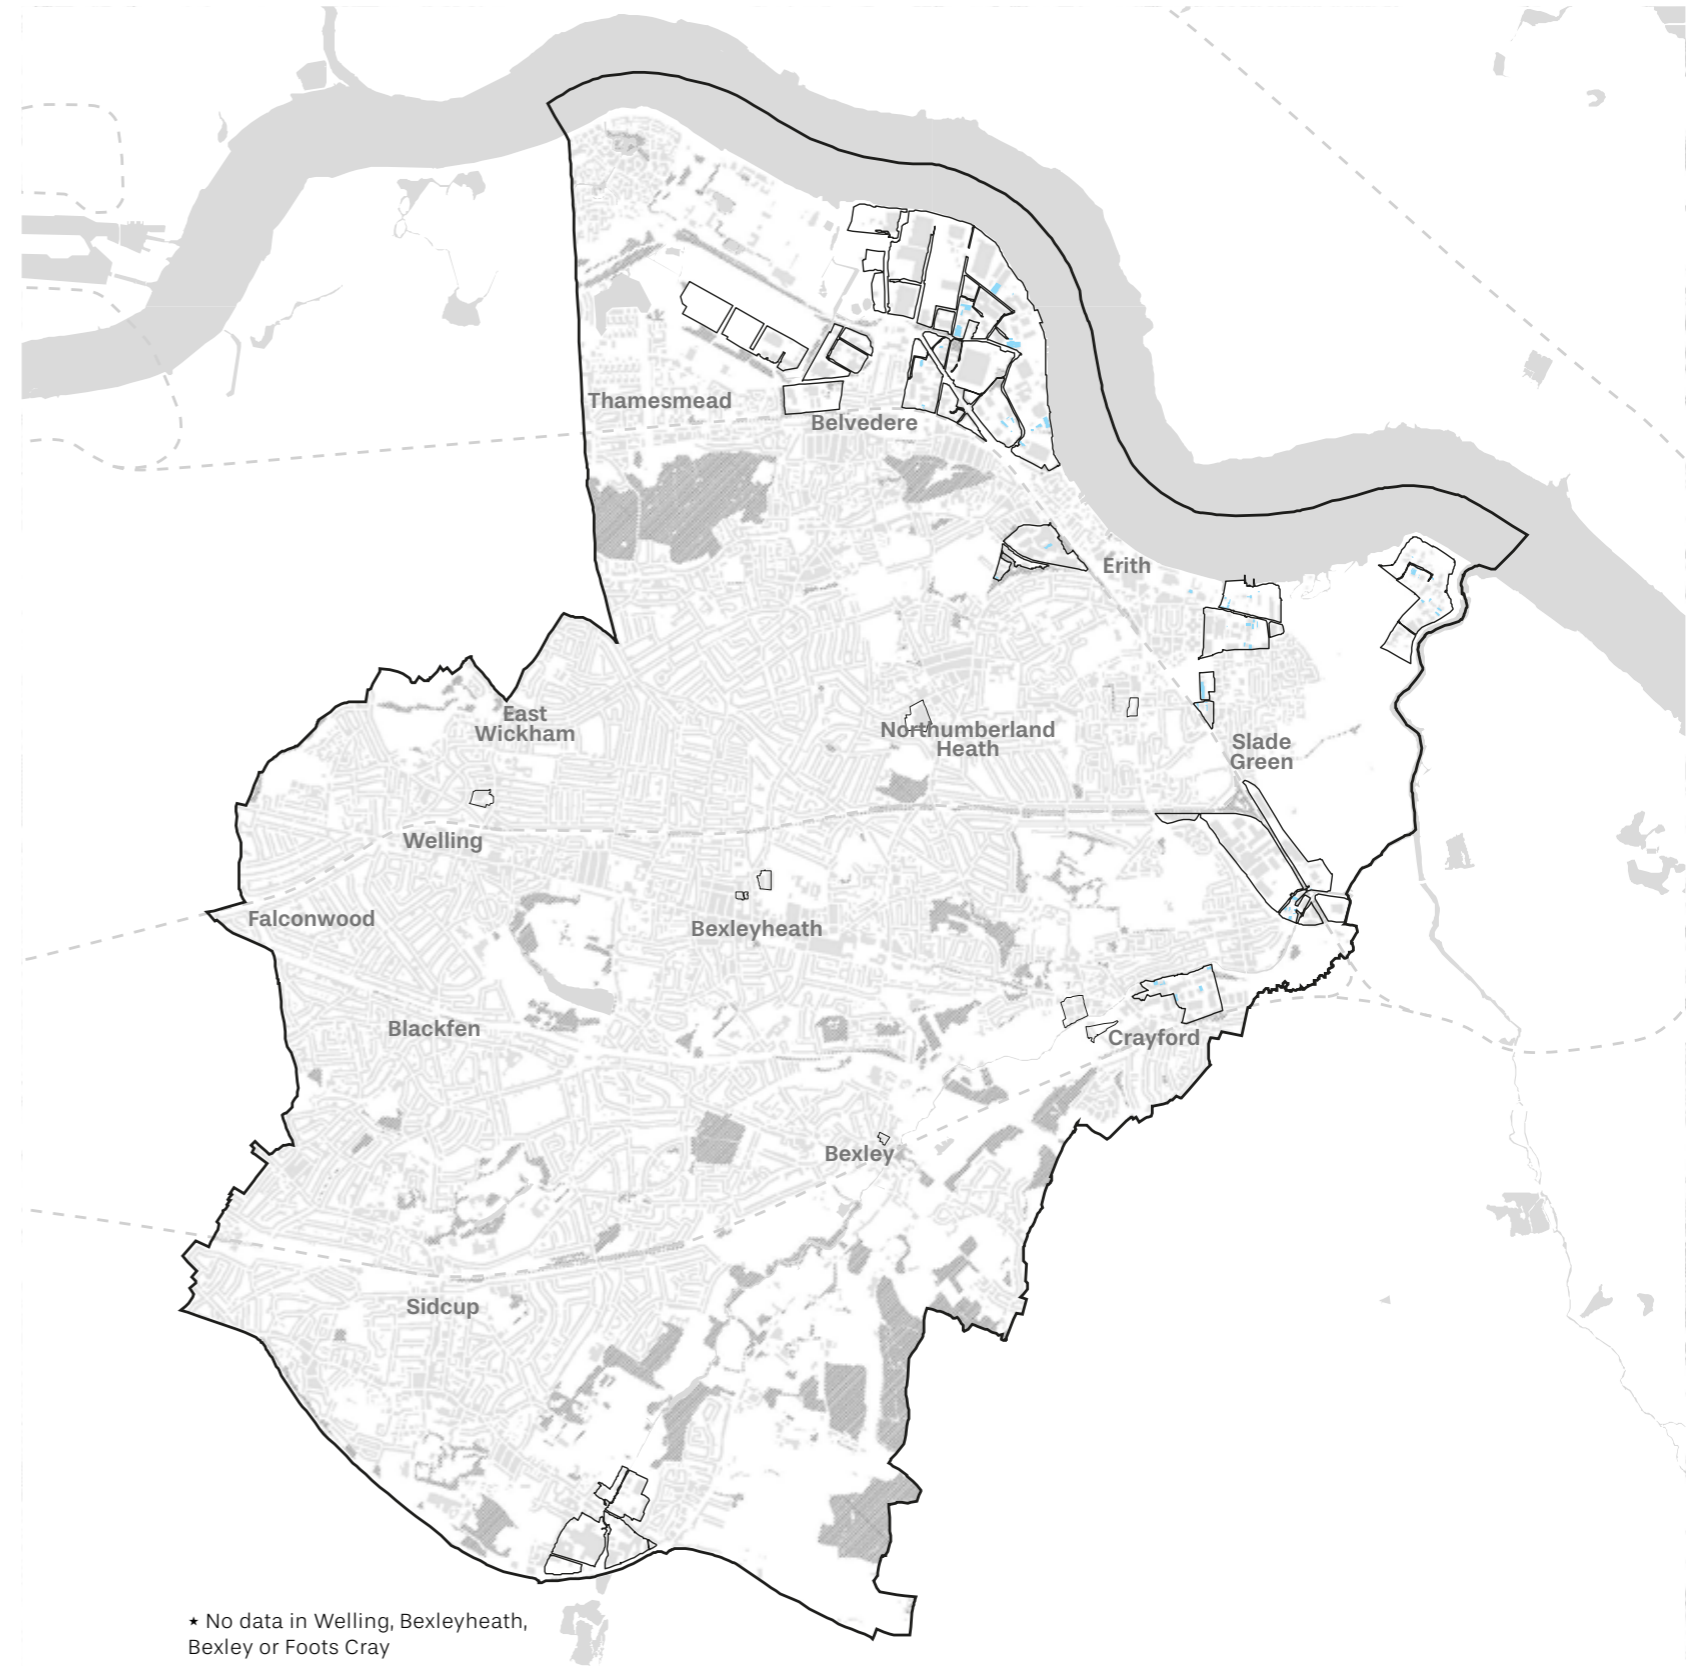 Thamesmead
Belvedere
Erith
East
Wickham
Northumberland
Heath
Slade
Green
Welling
Falconwood
Bexleyheath
Blackfen
Crayford
Bexley
Sidcup
★ No data in Welling, Bexleyheath,
Bexley or Foots Cray